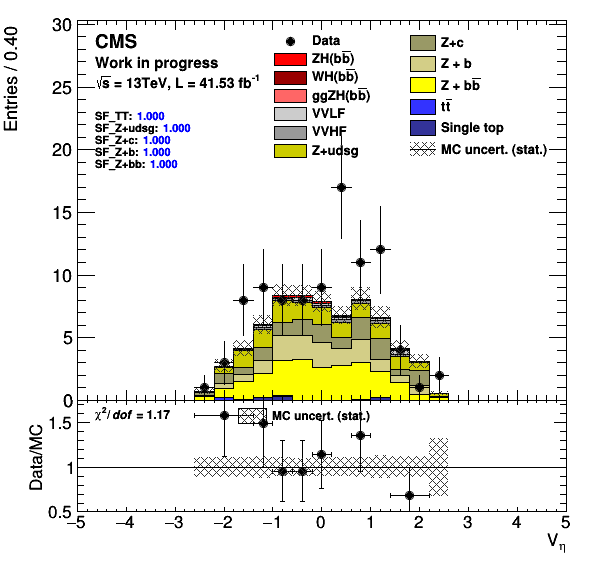 Entries / 0.40
30
25
20
15
10
5
0
CMS
Work in progress
√s = 13TeV, L = 41.53 fb⁻¹
SF_TT: 1.000
SF_Z+udsg: 1.000
SF_Z+c: 1.000
SF_Z+b: 1.000
SF_Z+bb: 1.000
Data
ZH(bb̅)
WH(bb̅)
ggZH(bb̅)
VVLF
VVHF
Z+udsg
Z+c
Z + b
Z + bb̅
tt̅
Single top
MC uncert. (stat.)
Data/MC
1.5
1
0.5
χ²/dof = 1.17
MC uncert. (stat.)
−5 −4 −3 −2 −1 0 1 2 3 4 5
V_η